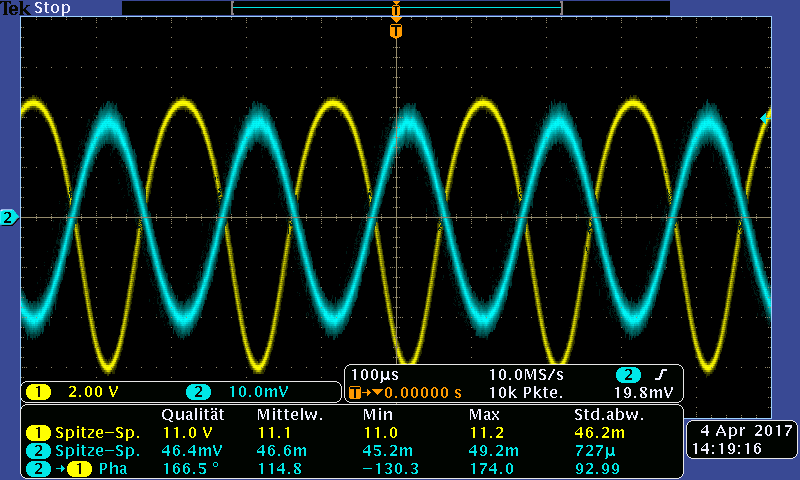 Tek Stop
T
T
2
100µs 10.0MS/s 2
1 2.00 V 2 10.0mV T→▼0.00000 s 10k Pkte. 19.8mV
Qualität Mittelw. Min Max Std.abw.
1 Spitze–Sp. 11.0 V 11.1 11.0 11.2 46.2m
2 Spitze–Sp. 46.4mV 46.6m 45.2m 49.2m 727µ
2 →1 Pha 166.5 ° 114.8 −130.3 174.0 92.99
4 Apr 2017
14:19:16